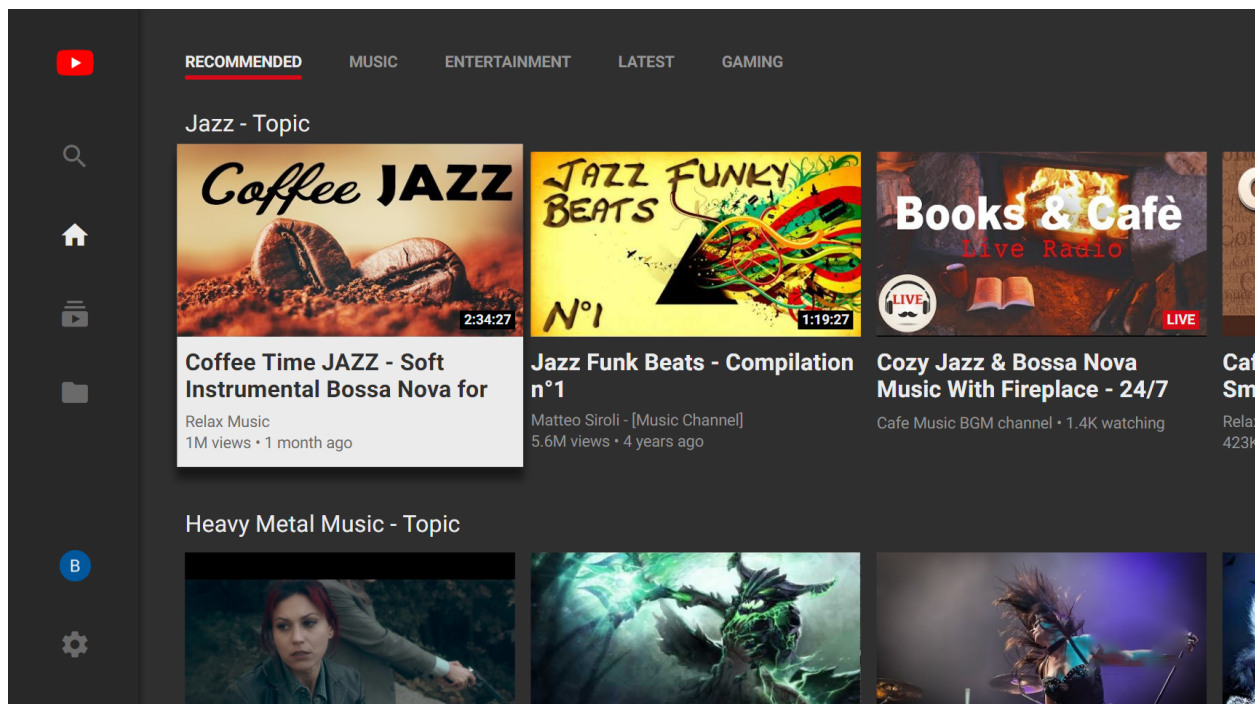 RECOMMENDED MUSIC ENTERTAINMENT LATEST GAMING
Jazz - Topic
Coffee JAZZ
2:34:27
Coffee Time JAZZ - Soft
Instrumental Bossa Nova for
Relax Music
1M views • 1 month ago
JAZZ FUNKY
BEATS
N°1
1:19:27
Jazz Funk Beats - Compilation
n°1
Matteo Siroli - [Music Channel]
5.6M views • 4 years ago
Books & Cafè
Live Radio
LIVE
LIVE
Cozy Jazz & Bossa Nova
Music With Fireplace - 24/7
Cafe Music BGM channel • 1.4K watching
423K
Heavy Metal Music - Topic
B